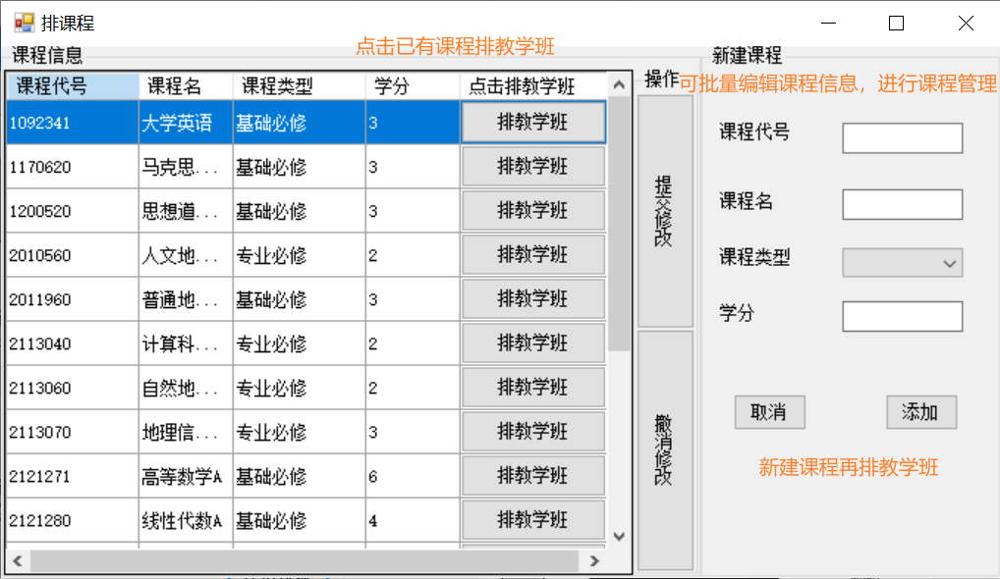 排课程
点击已有课程排教学班
课程信息
新建课程
课程代号 课程名 课程类型 学分 点击排教学班
操作
可批量编辑课程信息，进行课程管理
1092341 大学英语 基础必修 3 排教学班
1170620 马克思... 基础必修 3 排教学班
1200520 思想道... 基础必修 3 排教学班
2010560 人文地... 专业必修 2 排教学班
2011960 普通地... 基础必修 3 排教学班
2113040 计算科... 专业必修 2 排教学班
2113060 自然地... 专业必修 2 排教学班
2113070 地理信... 专业必修 3 排教学班
2121271 高等数学A 基础必修 6 排教学班
2121280 线性代数A 基础必修 4 排教学班
提交修改
撤消修改
课程代号
课程名
课程类型
学分
取消 添加
新建课程再排教学班